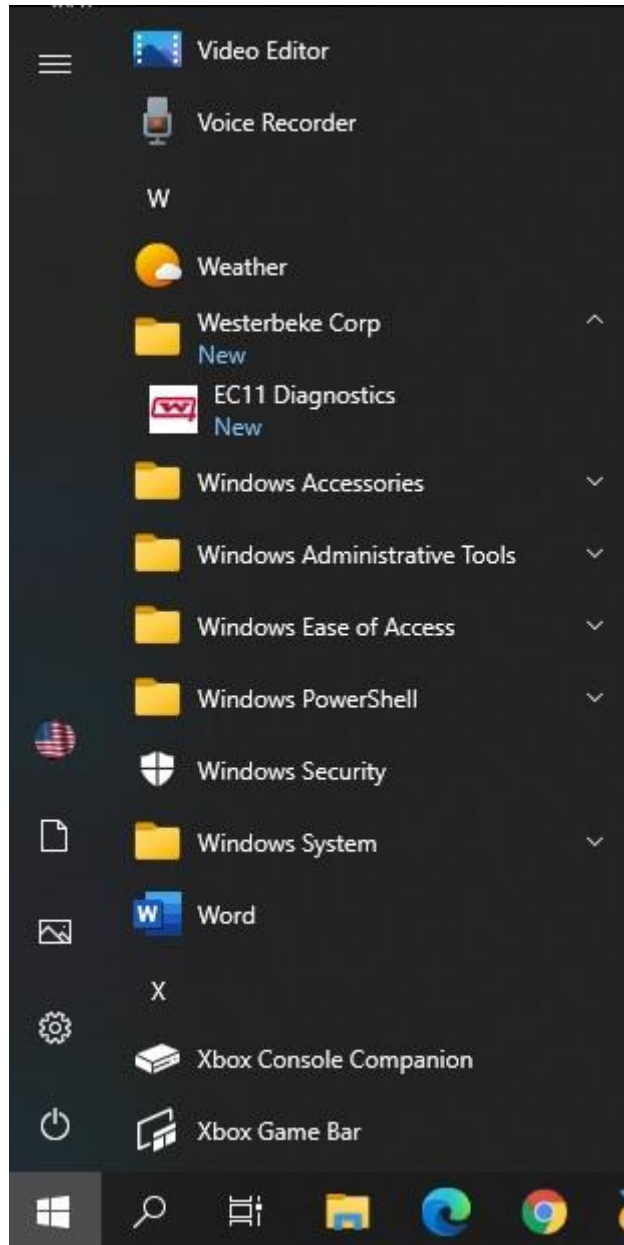 Video Editor
Voice Recorder
W
Weather
Westerbeke Corp
New
EC11 Diagnostics
New
Windows Accessories
Windows Administrative Tools
Windows Ease of Access
Windows PowerShell
Windows Security
Windows System
W Word
X
Xbox Console Companion
Xbox Game Bar